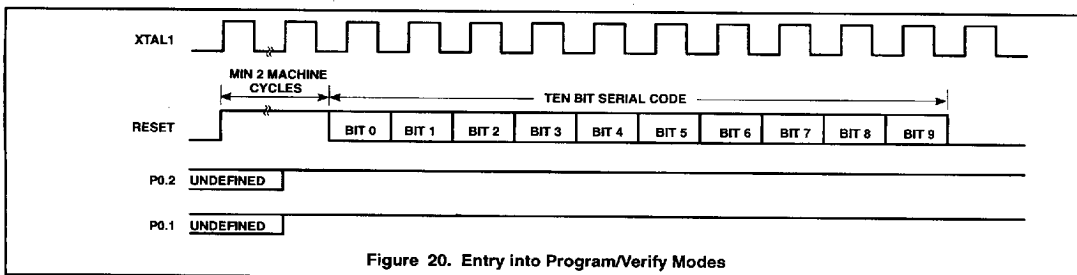 XTAL1
MIN 2 MACHINE
CYCLES
TEN BIT SERIAL CODE
RESET
BIT 0 BIT 1 BIT 2 BIT 3 BIT 4 BIT 5 BIT 6 BIT 7 BIT 8 BIT 9
P0.2 UNDEFINED
P0.1 UNDEFINED
Figure 20. Entry into Program/Verify Modes